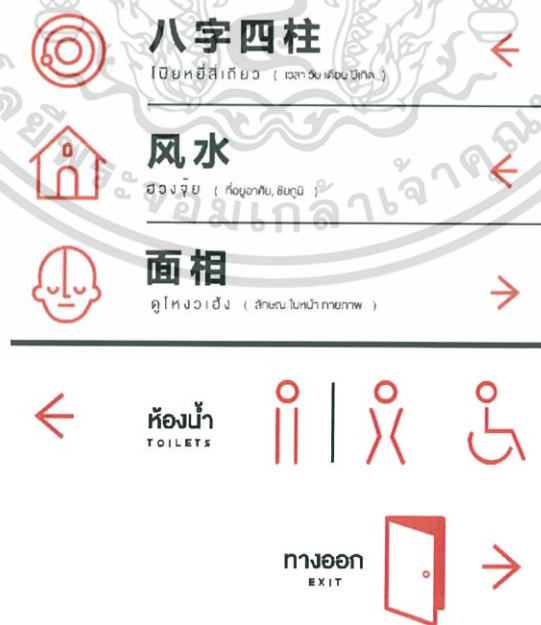 八字四柱
โป๊ยหยี่สี่เถียว ( เวลา วัน เดือน ปีเกิด )
风水
ฮวงจุ้ย ( ที่อยู่อาศัย, ชัยภูมิ )
面相
ดูโหงวเฮ้ง ( ลักษณะใบหน้า กายภาพ )
ห้องน้ำ
TOILETS
ทางออก
EXIT